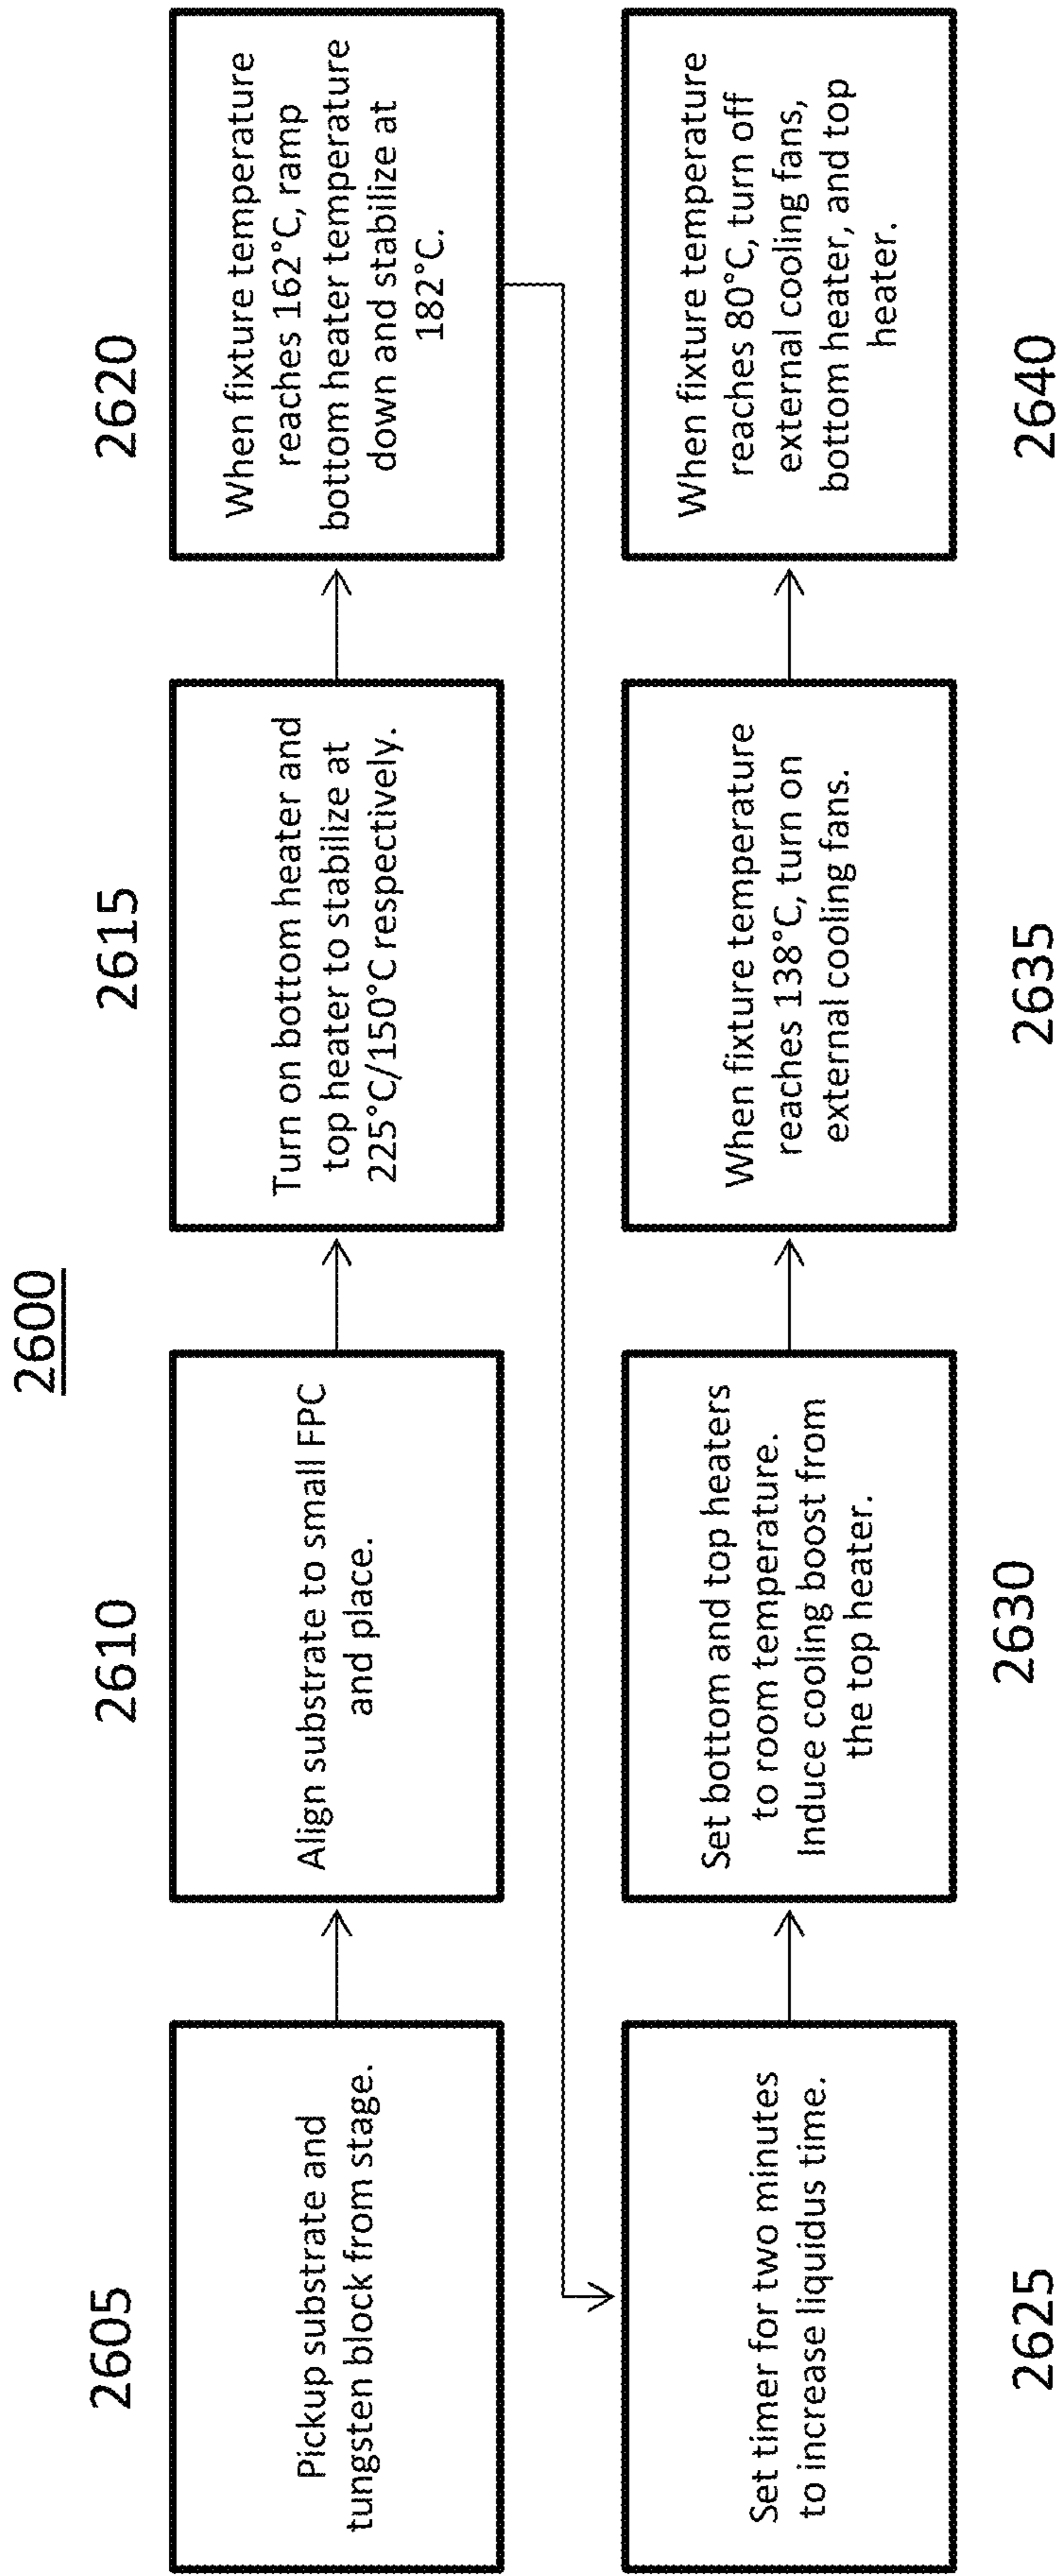 2600
2605
Pickup substrate and
tungsten block from stage.
2610
Align substrate to small FPC
and place.
2615
Turn on bottom heater and
top heater to stabilize at
225°C/150°C respectively.
2620
When fixture temperature
reaches 162°C, ramp
bottom heater temperature
down and stabilize at
182°C.
Set timer for two minutes
to increase liquidus time.
2625
Set bottom and top heaters
to room temperature.
Induce cooling boost from
the top heater.
2630
When fixture temperature
reaches 138°C, turn on
external cooling fans.
2635
When fixture temperature
reaches 80°C, turn off
external cooling fans,
bottom heater, and top
heater.
2640